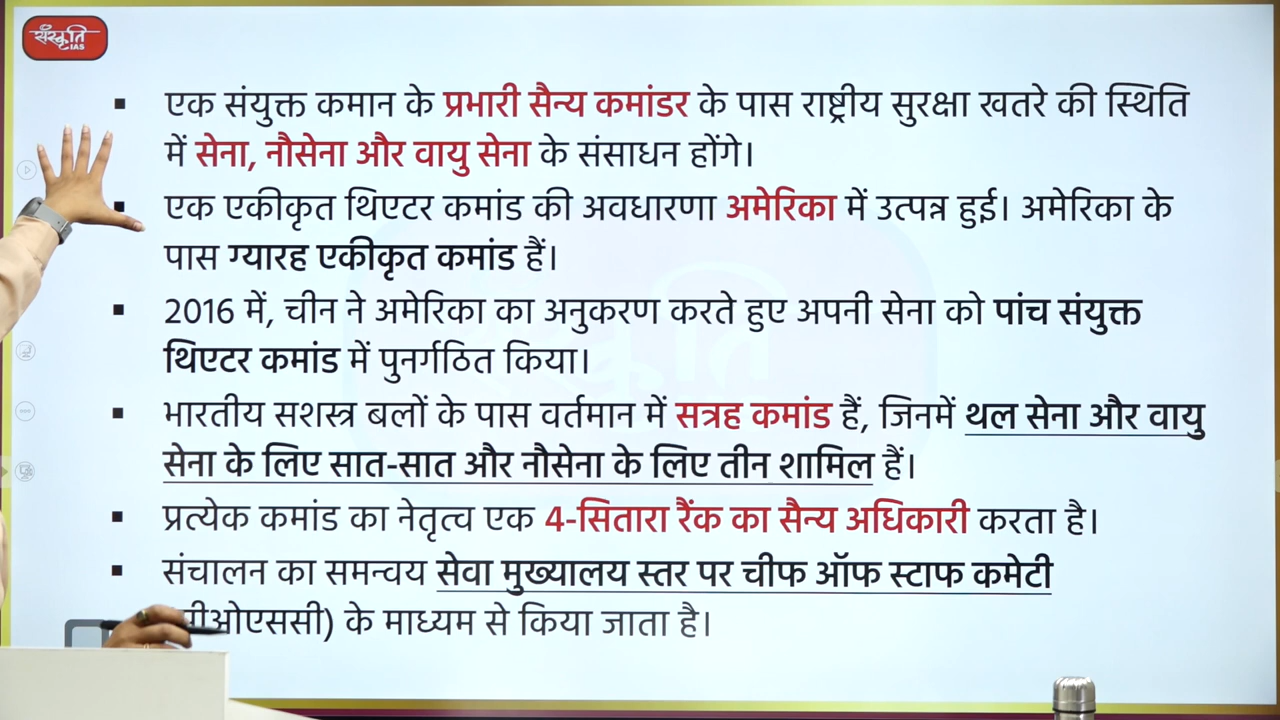 संस्कृति
IAS
एक संयुक्त कमान के प्रभारी सैन्य कमांडर के पास राष्ट्रीय सुरक्षा खतरे की स्थिति
में सेना, नौसेना और वायु सेना के संसाधन होंगे।
एक एकीकृत थिएटर कमांड की अवधारणा अमेरिका में उत्पन्न हुई। अमेरिका के
पास ग्यारह एकीकृत कमांड हैं।
2016 में, चीन ने अमेरिका का अनुकरण करते हुए अपनी सेना को पांच संयुक्त
थिएटर कमांड में पुनर्गठित किया।
भारतीय सशस्त्र बलों के पास वर्तमान में सत्रह कमांड हैं, जिनमें थल सेना और वायु
सेना के लिए सात-सात और नौसेना के लिए तीन शामिल हैं।
प्रत्येक कमांड का नेतृत्व एक 4-सितारा रैंक का सैन्य अधिकारी करता है।
संचालन का समन्वय सेवा मुख्यालय स्तर पर चीफ ऑफ स्टाफ कमेटी
के माध्यम से किया जाता है।